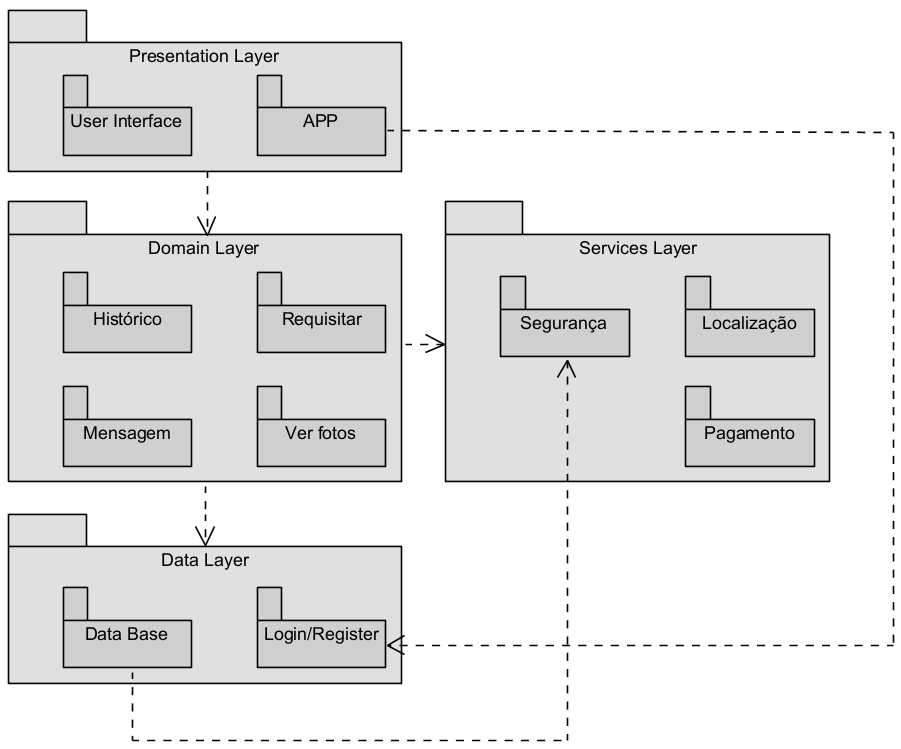 Presentation Layer
User Interface
APP
Domain Layer
Histórico
Requisitar
Mensagem
Ver fotos
Services Layer
Segurança
Localização
Pagamento
Data Layer
Data Base
Login/Register